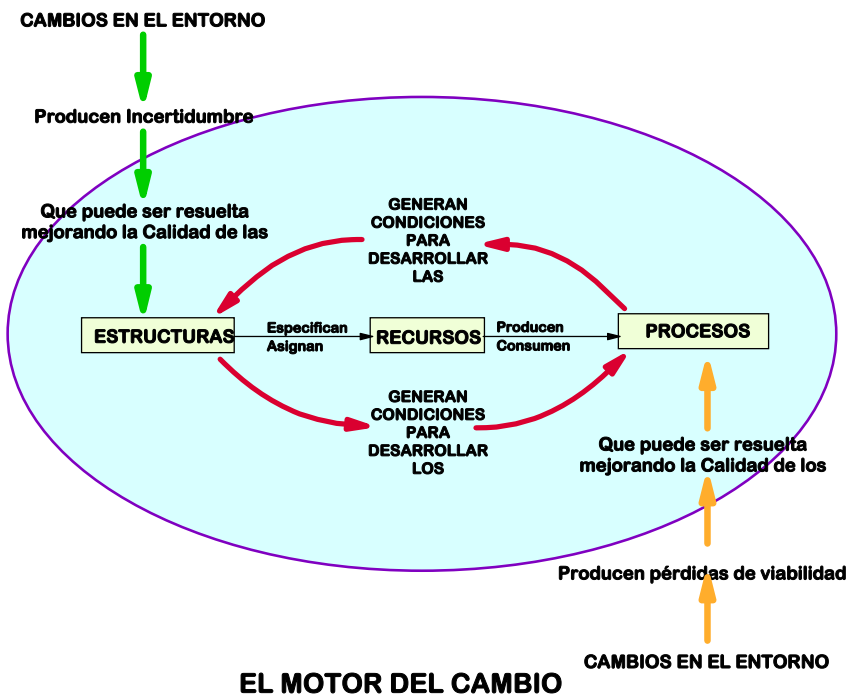 CAMBIOS EN EL ENTORNO
Producen Incertidumbre
Que puede ser resuelta
mejorando la Calidad de las
GENERAN
CONDICIONES
PARA
DESARROLLAR
LAS
ESTRUCTURAS
Especifican
Asignan
RECURSOS
Producen
Consumen
PROCESOS
GENERAN
CONDICIONES
PARA
DESARROLLAR
LOS
Que puede ser resuelta
mejorando la Calidad de los
Producen pérdidas de viabilidad
CAMBIOS EN EL ENTORNO
EL MOTOR DEL CAMBIO